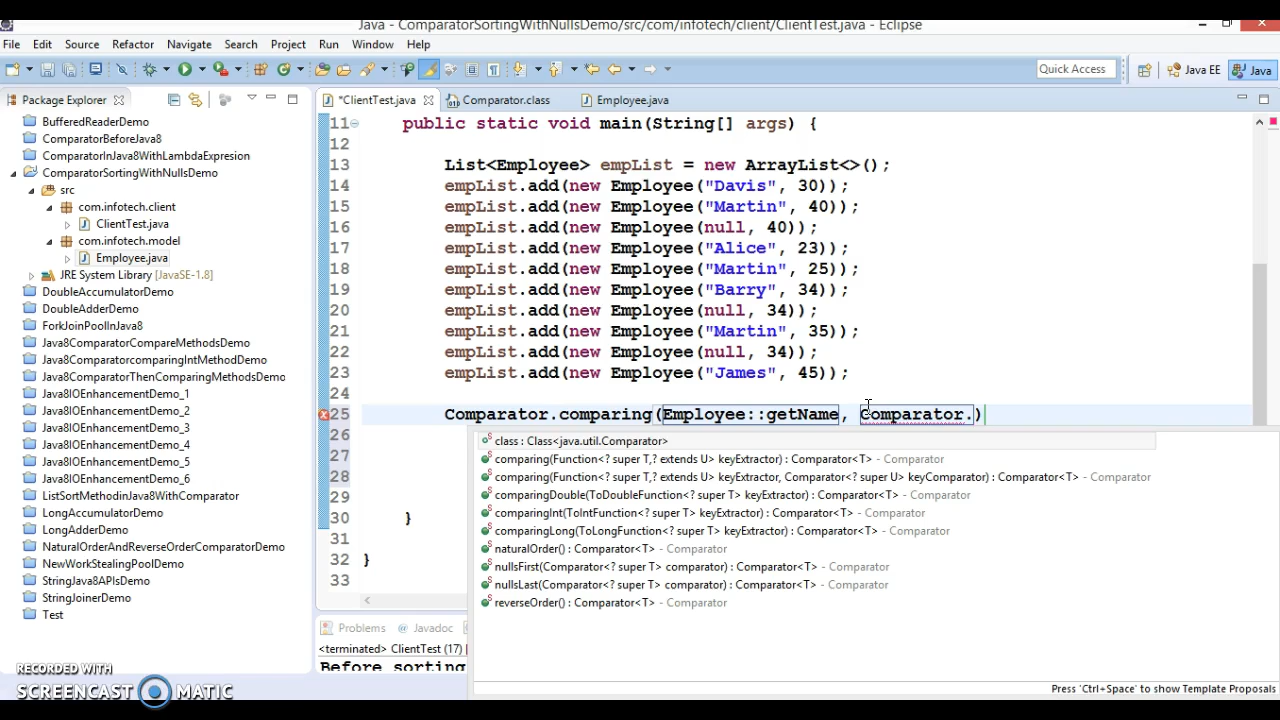 Java - ComparatorSortingWithNullsDemo/src/com/infotech/client/ClientTest.java - Eclipse
File Edit Source Refactor Navigate Search Project Run Window Help
Quick Access Java EE Java
Package Explorer
BufferedReaderDemo
ComparatorBeforeJava8
ComparatorInJava8WithLambdaExpresion
ComparatorSortingWithNullsDemo
src
com.infotech.client
ClientTest.java
com.infotech.model
Employee.java
JRE System Library [JavaSE-1.8]
DoubleAccumulatorDemo
DoubleAdderDemo
ForkJoinPoolInJava8
Java8ComparatorCompareMethodsDemo
Java8ComparatorcomparingIntMethodDemo
Java8ComparatorThenComparingMethodsDemo
Java8IOEnhancementDemo_1
Java8IOEnhancementDemo_2
Java8IOEnhancementDemo_3
Java8IOEnhancementDemo_4
Java8IOEnhancementDemo_5
Java8IOEnhancementDemo_6
ListSortMethodinJava8WithComparator
LongAccumulatorDemo
LongAdderDemo
NaturalOrderAndReverseOrderComparatorDemo
NewWorkStealingPoolDemo
StringJava8APIsDemo
StringJoinerDemo
Test
*ClientTest.java Comparator.class Employee.java
11 public static void main(String[] args) {
12
13 List<Employee> empList = new ArrayList<>();
14 empList.add(new Employee("Davis", 30));
15 empList.add(new Employee("Martin", 40));
16 empList.add(new Employee(null, 40));
17 empList.add(new Employee("Alice", 23));
18 empList.add(new Employee("Martin", 25));
19 empList.add(new Employee("Barry", 34));
20 empList.add(new Employee(null, 34));
21 empList.add(new Employee("Martin", 35));
22 empList.add(new Employee(null, 34));
23 empList.add(new Employee("James", 45));
24
25 Comparator.comparing(Employee::getName, Comparator.)
26
27
28
29
30 }
31
32 }
33
class : Class<java.util.Comparator>
comparing(Function<? super T,? extends U> keyExtractor) : Comparator<T> - Comparator
comparing(Function<? super T,? extends U> keyExtractor, Comparator<? super U> keyComparator) : Comparator<T> - Comparator
comparingDouble(ToDoubleFunction<? super T> keyExtractor) : Comparator<T> - Comparator
comparingInt(ToIntFunction<? super T> keyExtractor) : Comparator<T> - Comparator
comparingLong(ToLongFunction<? super T> keyExtractor) : Comparator<T> - Comparator
naturalOrder() : Comparator<T> - Comparator
nullsFirst(Comparator<? super T> comparator) : Comparator<T> - Comparator
nullsLast(Comparator<? super T> comparator) : Comparator<T> - Comparator
reverseOrder() : Comparator<T> - Comparator
Press 'Ctrl+Space' to show Template Proposals
Problems Javadoc
<terminated> ClientTest (17)
Before sorting
RECORDED WITH
SCREENCAST MATIC